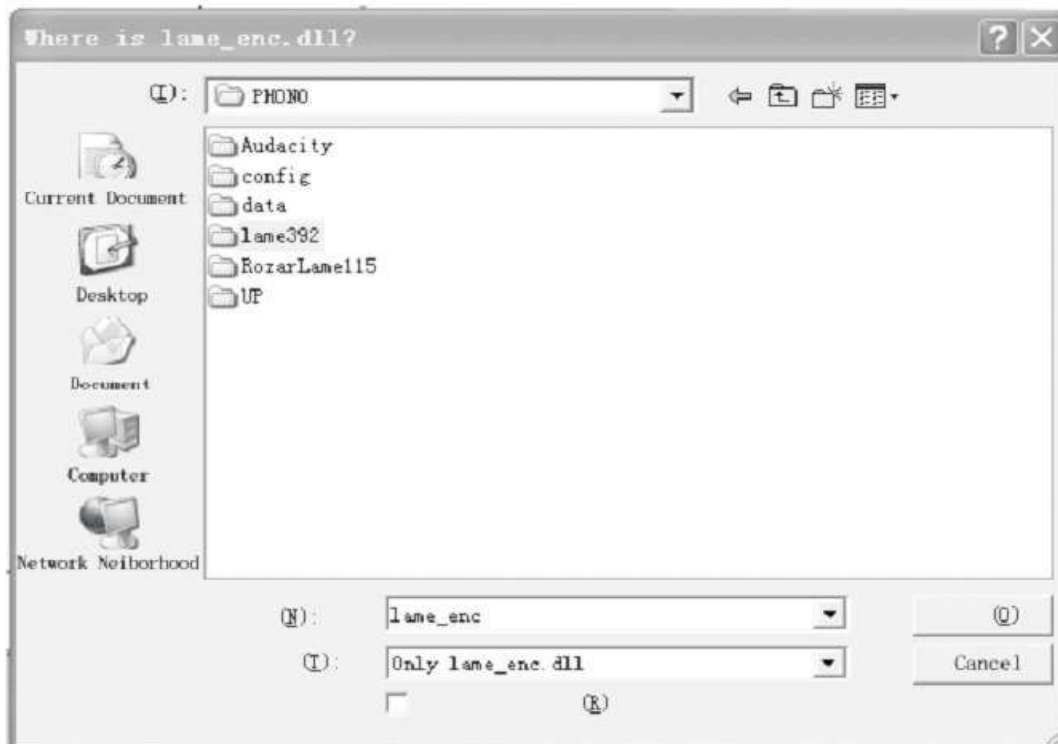 Where is lame_enc.dll?
(I):
PHONO
Audacity
config
data
lame392
RozarLame115
UP
Current Document
Desktop
Document
Computer
Network Neiborhood
(N):
lame_enc
(O)
(T):
Only lame_enc.dll
Cancel
(R)